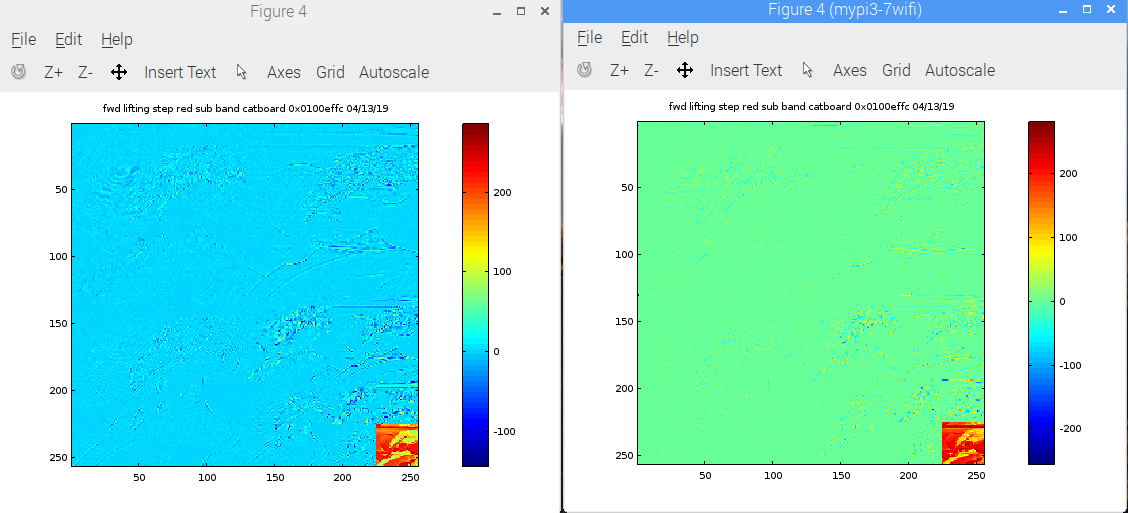 Figure 4
File Edit Help
Z+ Z- Insert Text Axes Grid Autoscale
fwd lifting step red sub band catboard 0x0100effc 04/13/19
50
100
150
200
250
50 100 150 200 250
200
100
0
-100
Figure 4 (mypi3-7wifi)
File Edit Help
Z+ Z- Insert Text Axes Grid Autoscale
fwd lifting step red sub band catboard 0x0100effc 04/13/19
50
100
150
200
250
50 100 150 200 250
200
100
0
-100
-200